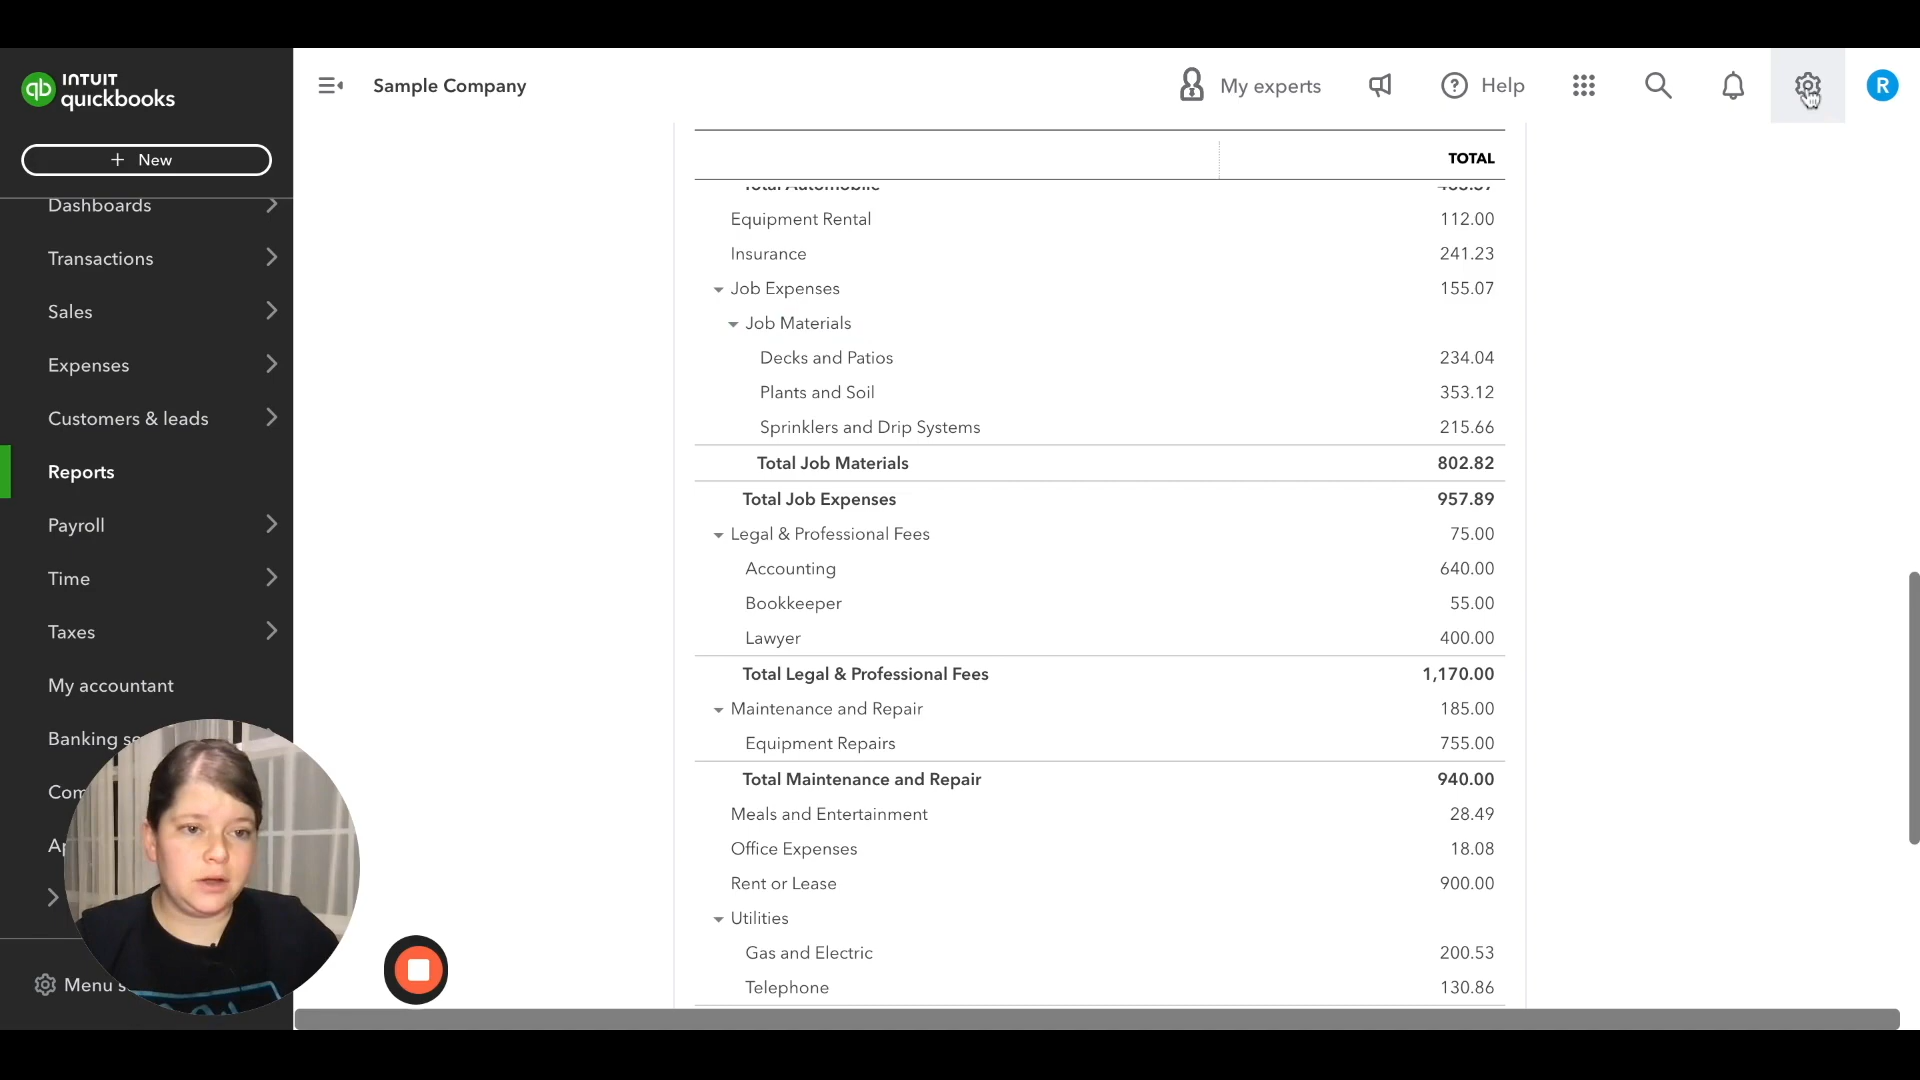 INTUIT
quickbooks
Sample Company
My experts
Help
R
+ New
Dashboards
Transactions
Sales
Expenses
Customers & leads
Reports
Payroll
Time
Taxes
My accountant
Banking
Menu
TOTAL
Total Automobile
Equipment Rental 112.00
Insurance 241.23
Job Expenses 155.07
Job Materials
Decks and Patios 234.04
Plants and Soil 353.12
Sprinklers and Drip Systems 215.66
Total Job Materials 802.82
Total Job Expenses 957.89
Legal & Professional Fees 75.00
Accounting 640.00
Bookkeeper 55.00
Lawyer 400.00
Total Legal & Professional Fees 1,170.00
Maintenance and Repair 185.00
Equipment Repairs 755.00
Total Maintenance and Repair 940.00
Meals and Entertainment 28.49
Office Expenses 18.08
Rent or Lease 900.00
Utilities
Gas and Electric 200.53
Telephone 130.86